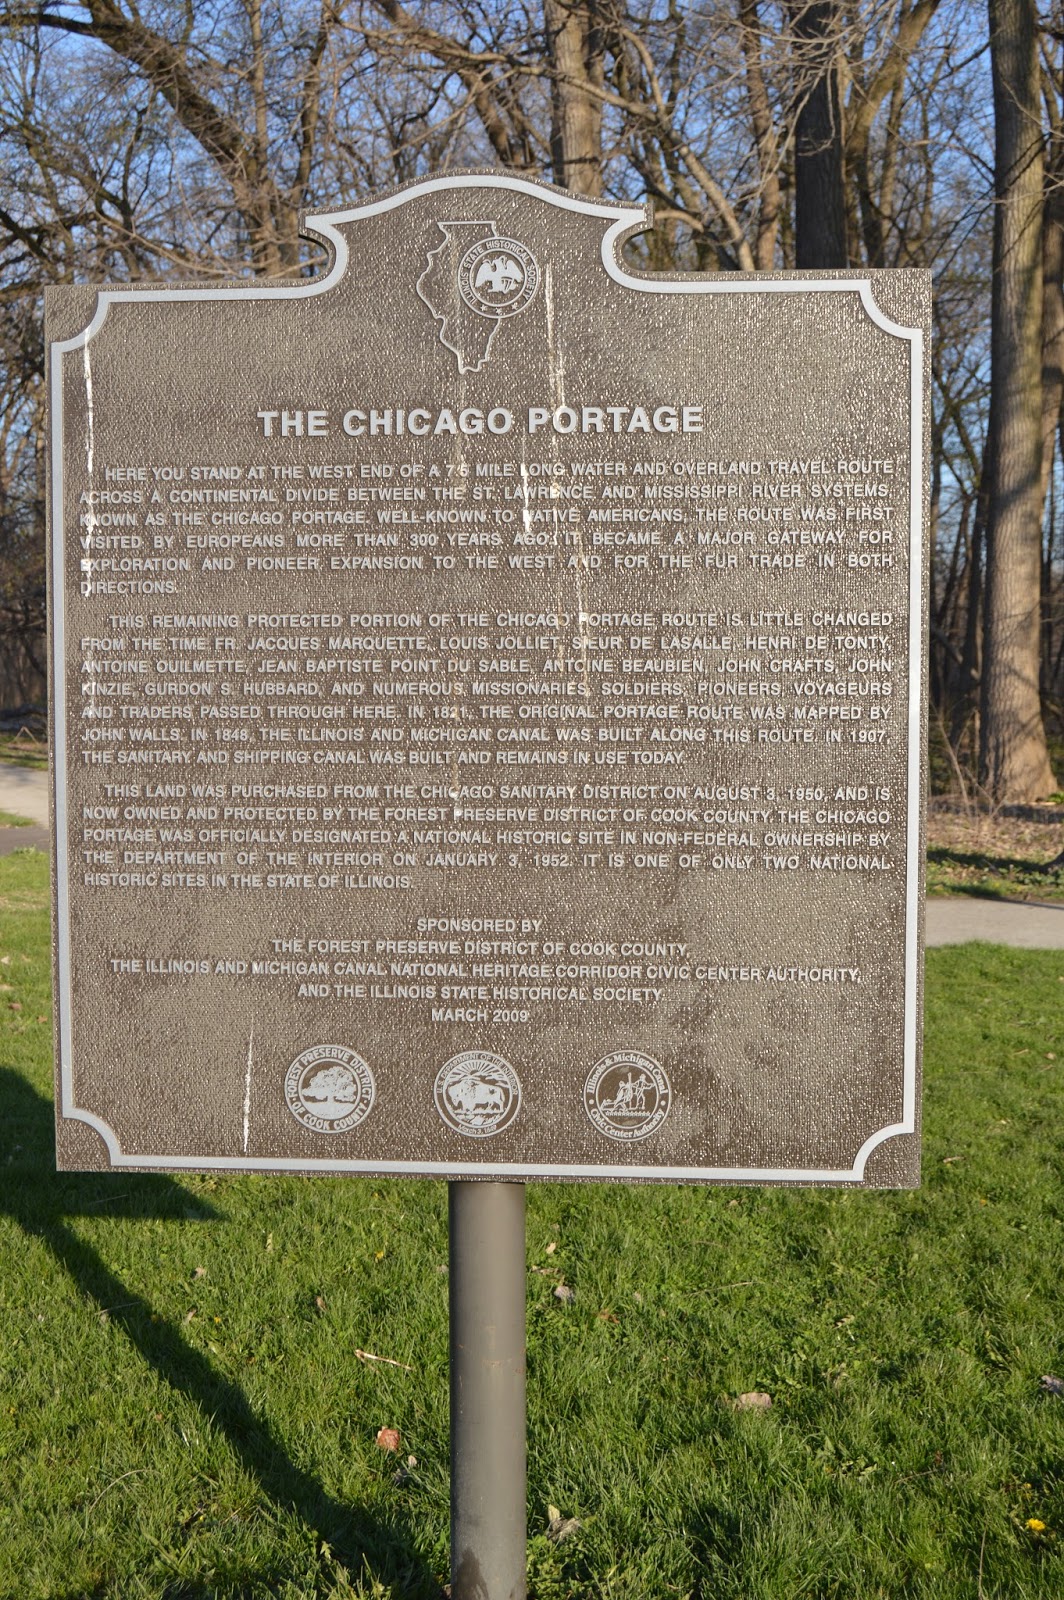 ILLINOIS STATE HISTORICAL SOCIETY
THE CHICAGO PORTAGE
HERE YOU STAND AT THE WEST END OF A 7.5 MILE LONG WATER AND OVERLAND TRAVEL ROUTE
ACROSS A CONTINENTAL DIVIDE BETWEEN THE ST. LAWRENCE AND MISSISSIPPI RIVER SYSTEMS
KNOWN AS THE CHICAGO PORTAGE. WELL-KNOWN TO NATIVE AMERICANS, THE ROUTE WAS FIRST
VISITED BY EUROPEANS MORE THAN 300 YEARS AGO. IT BECAME A MAJOR GATEWAY FOR
EXPLORATION AND PIONEER EXPANSION TO THE WEST AND FOR THE FUR TRADE IN BOTH
DIRECTIONS.
THIS REMAINING PROTECTED PORTION OF THE CHICAGO PORTAGE ROUTE IS LITTLE CHANGED
FROM THE TIME FR. JACQUES MARQUETTE, LOUIS JOLLIET, SIEUR DE LASALLE, HENRI DE TONTY,
ANTOINE OUILMETTE, JEAN BAPTISTE POINT DU SABLE, ANTOINE BEAUBIEN, JOHN CRAFTS, JOHN
KINZIE, GURDON S. HUBBARD, AND NUMEROUS MISSIONARIES, SOLDIERS, PIONEERS, VOYAGEURS
AND TRADERS PASSED THROUGH HERE. IN 1821, THE ORIGINAL PORTAGE ROUTE WAS MAPPED BY
JOHN WALLS. IN 1848, THE ILLINOIS AND MICHIGAN CANAL WAS BUILT ALONG THIS ROUTE. IN 1907,
THE SANITARY AND SHIPPING CANAL WAS BUILT AND REMAINS IN USE TODAY.
THIS LAND WAS PURCHASED FROM THE CHICAGO SANITARY DISTRICT ON AUGUST 3, 1950, AND IS
NOW OWNED AND PROTECTED BY THE FOREST PRESERVE DISTRICT OF COOK COUNTY. THE CHICAGO
PORTAGE WAS OFFICIALLY DESIGNATED A NATIONAL HISTORIC SITE IN NON-FEDERAL OWNERSHIP BY
THE DEPARTMENT OF THE INTERIOR ON JANUARY 3, 1952. IT IS ONE OF ONLY TWO NATIONAL
HISTORIC SITES IN THE STATE OF ILLINOIS.
SPONSORED BY
THE FOREST PRESERVE DISTRICT OF COOK COUNTY,
THE ILLINOIS AND MICHIGAN CANAL NATIONAL HERITAGE CORRIDOR CIVIC CENTER AUTHORITY,
AND THE ILLINOIS STATE HISTORICAL SOCIETY.
MARCH 2009
FOREST PRESERVE DISTRICT OF COOK COUNTY
U.S. DEPARTMENT OF THE INTERIOR
March 3, 1849
Illinois & Michigan Canal
Civic Center Authority